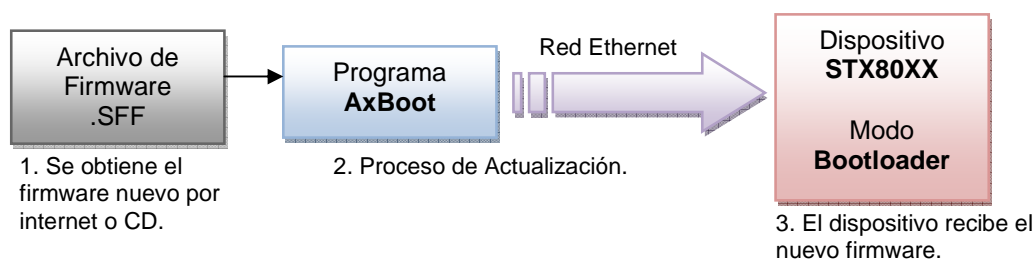 Archivo de
Firmware
.SFF
Programa
AxBoot
Red Ethernet
Dispositivo
STX80XX
Modo
Bootloader
1. Se obtiene el
firmware nuevo por
internet o CD.
2. Proceso de Actualización.
3. El dispositivo recibe el
nuevo firmware.